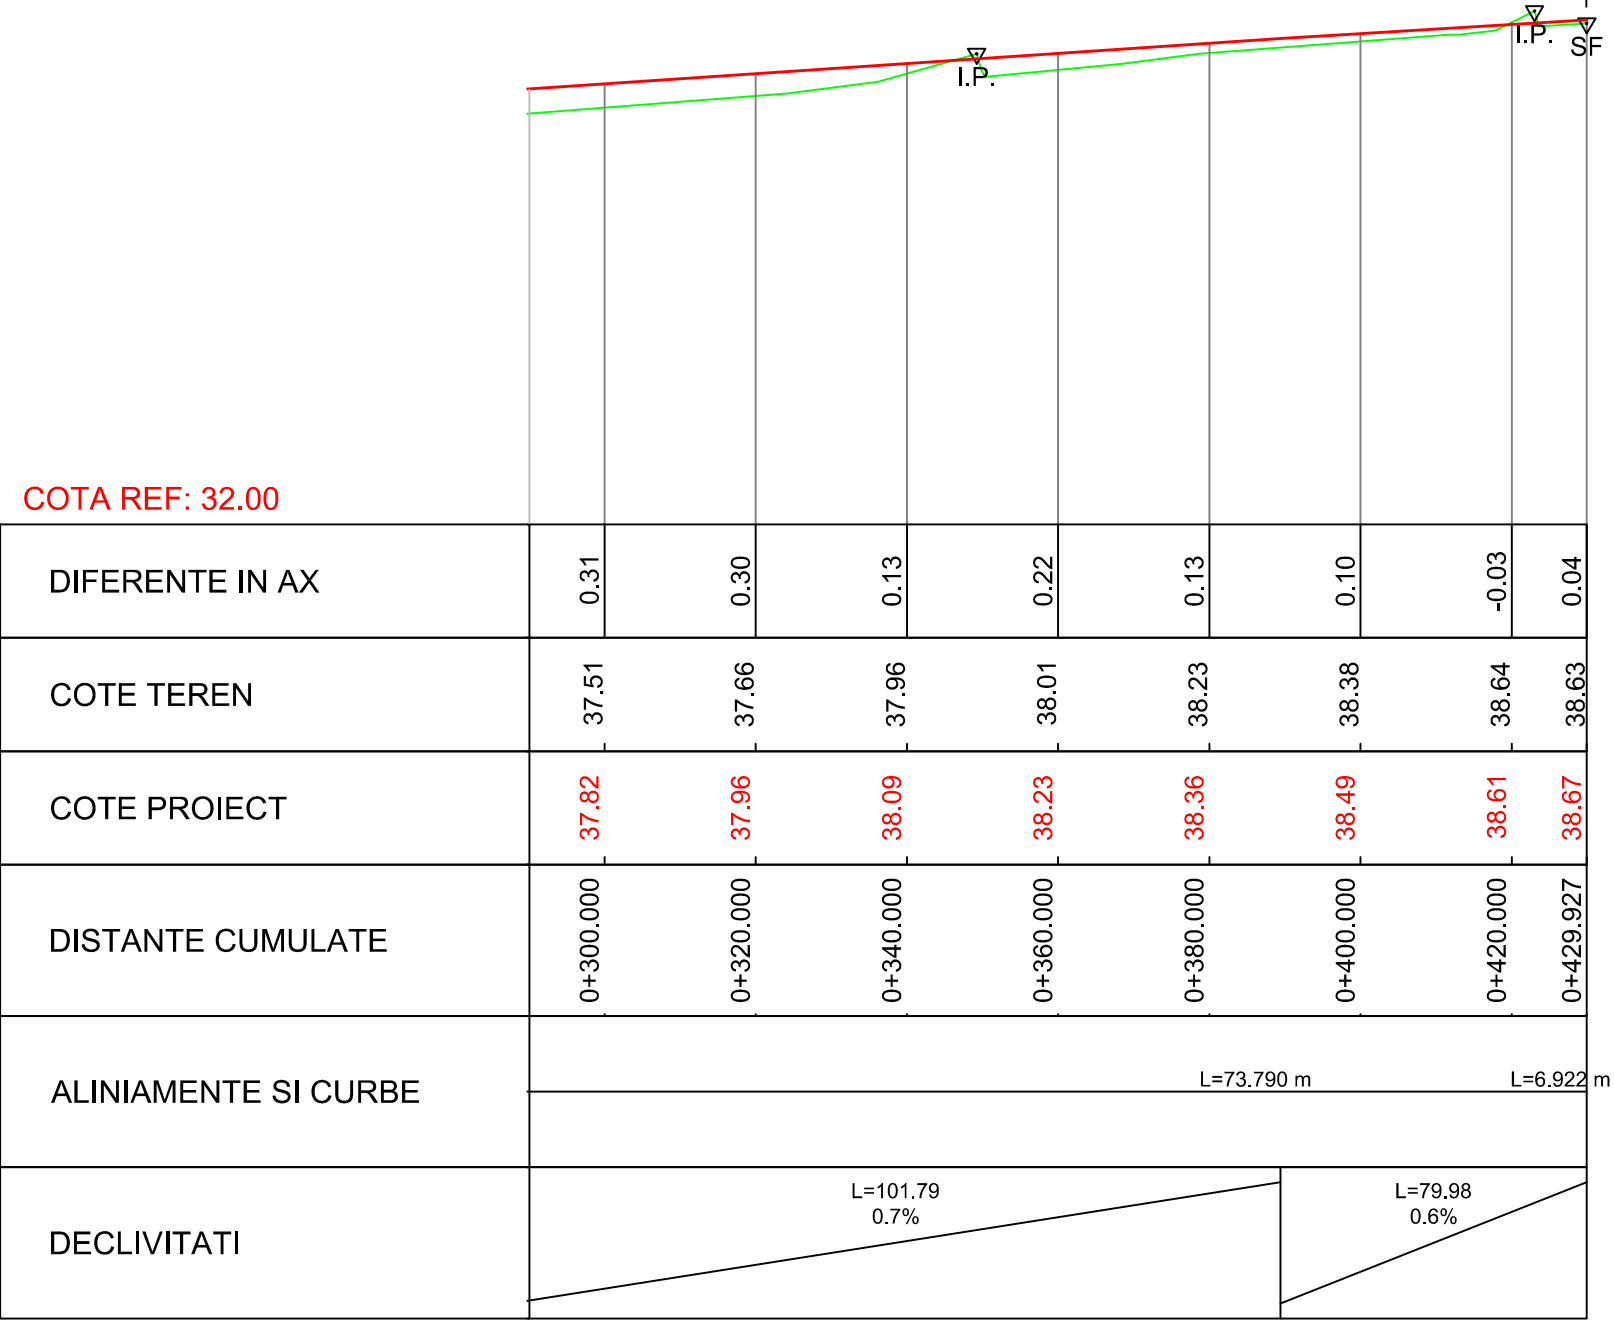 I.P.
I.P.
SF
COTA REF: 32.00
DIFERENTE IN AX
0.31
0.30
0.13
0.22
0.13
0.10
-0.03
0.04
COTE TEREN
37.51
37.66
37.96
38.01
38.23
38.38
38.64
38.63
COTE PROIECT
37.82
37.96
38.09
38.23
38.36
38.49
38.61
38.67
DISTANTE CUMULATE
0+300.000
0+320.000
0+340.000
0+360.000
0+380.000
0+400.000
0+420.000
0+429.927
ALINIAMENTE SI CURBE
L=73.790 m
L=6.922 m
DECLIVITATI
L=101.79
0.7%
L=79.98
0.6%